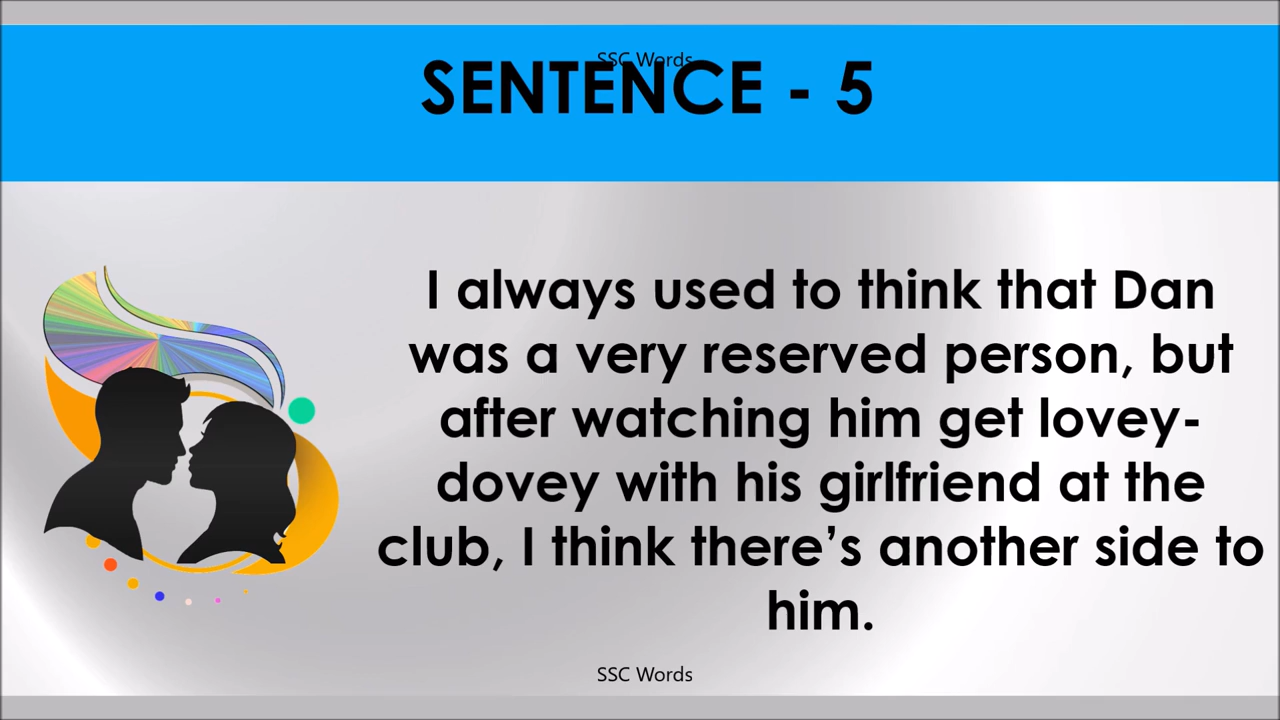 SSC Words
SENTENCE - 5
I always used to think that Dan
was a very reserved person, but
after watching him get lovey-
dovey with his girlfriend at the
club, I think there’s another side to
him.
SSC Words